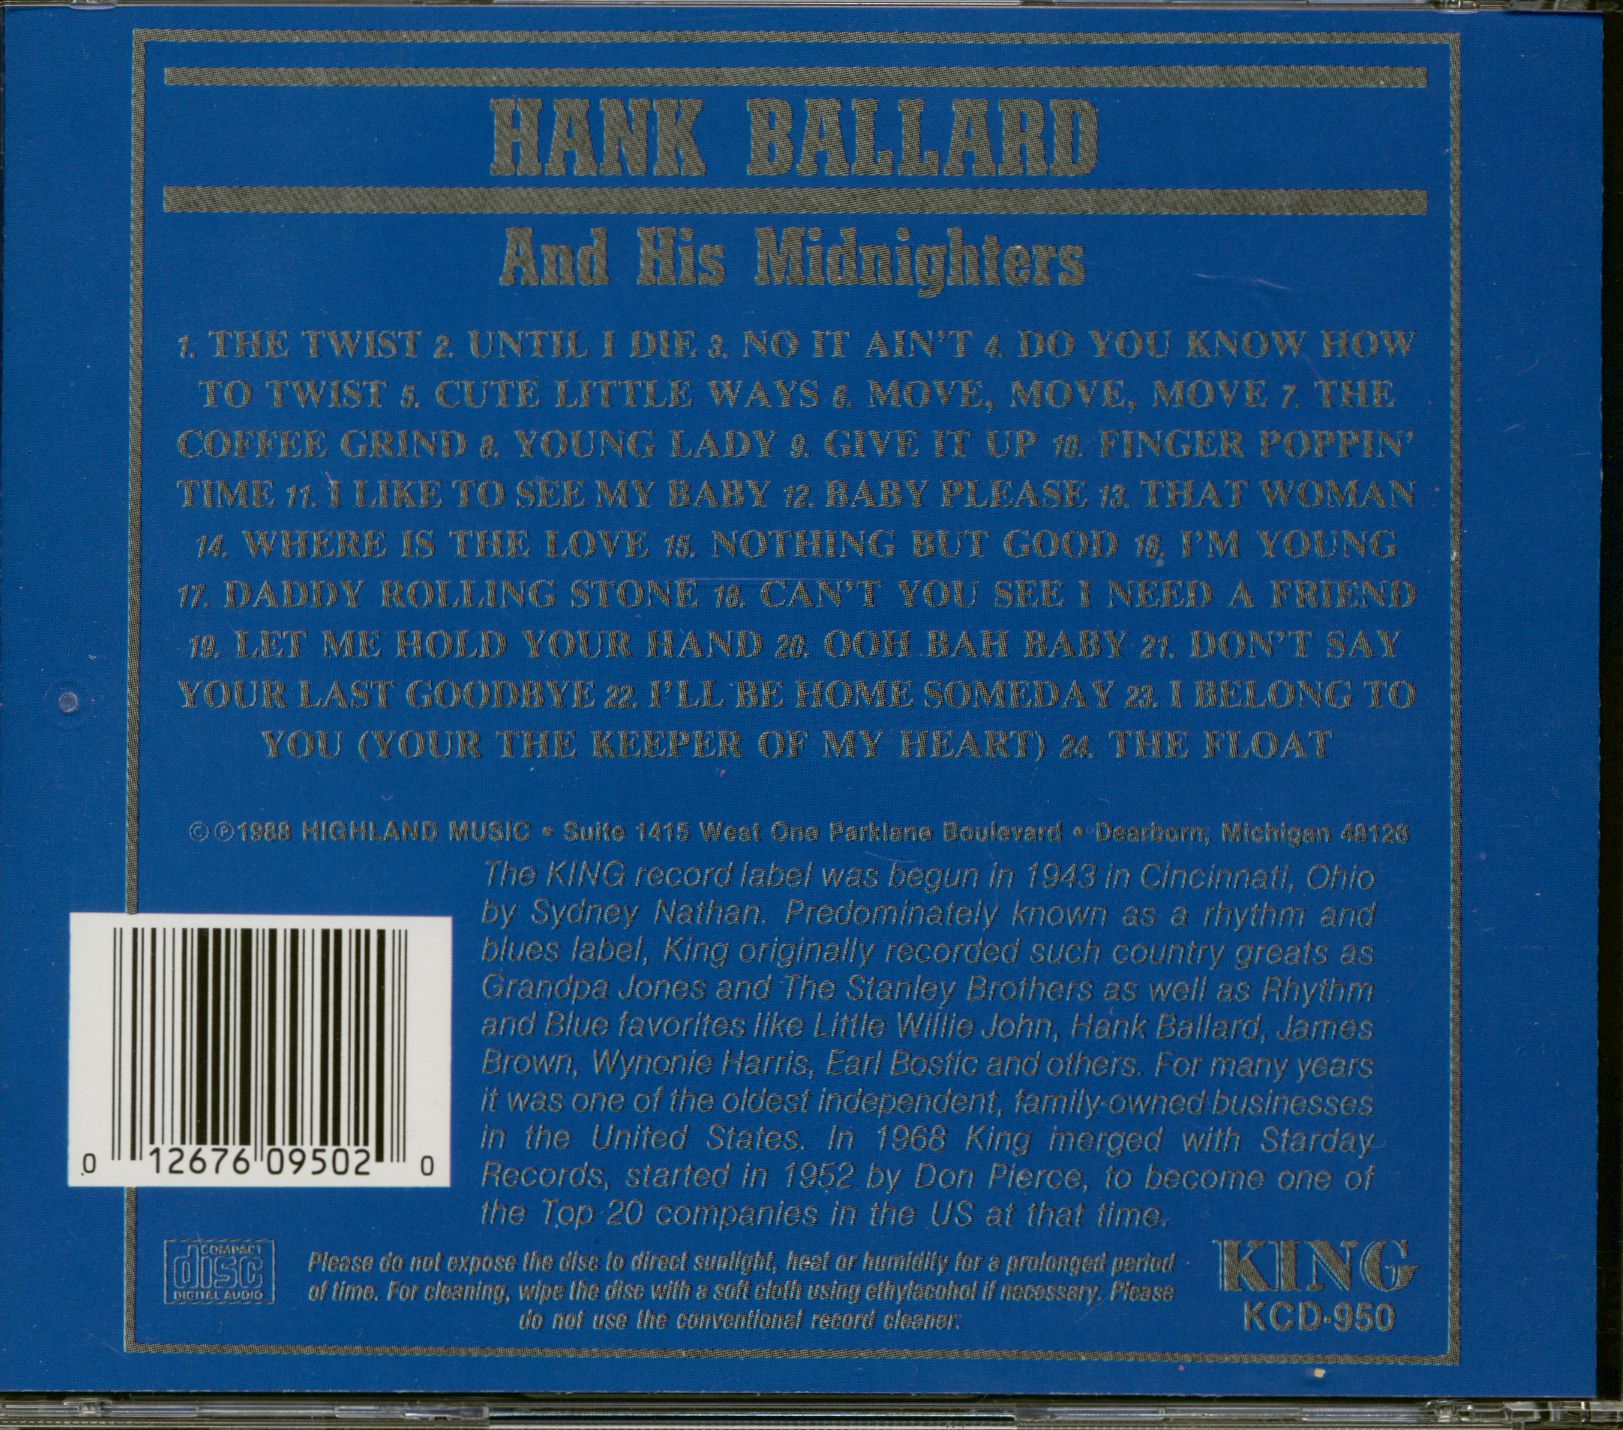 HANK BALLARD
And His Midnighters
1. THE TWIST 2. UNTIL I DIE 3. NO IT AIN'T 4. DO YOU KNOW HOW
TO TWIST 5. CUTE LITTLE WAYS 6. MOVE, MOVE, MOVE 7. THE
COFFEE GRIND 8. YOUNG LADY 9. GIVE IT UP 10. FINGER POPPIN'
TIME 11. I LIKE TO SEE MY BABY 12. BABY PLEASE 13. THAT WOMAN
14. WHERE IS THE LOVE 15. NOTHING BUT GOOD 16. I'M YOUNG
17. DADDY ROLLING STONE 18. CAN'T YOU SEE I NEED A FRIEND
19. LET ME HOLD YOUR HAND 20. OOH BAH BABY 21. DON'T SAY
YOUR LAST GOODBYE 22. I'LL BE HOME SOMEDAY 23. I BELONG TO
YOU (YOUR THE KEEPER OF MY HEART) 24. THE FLOAT
©℗1988 HIGHLAND MUSIC • Suite 1415 West One Parklane Boulevard • Dearborn, Michigan 48126
The KING record label was begun in 1943 in Cincinnati, Ohio
by Sydney Nathan. Predominately known as a rhythm and
blues label, King originally recorded such country greats as
Grandpa Jones and The Stanley Brothers as well as Rhythm
and Blue favorites like Little Willie John, Hank Ballard, James
Brown, Wynonie Harris, Earl Bostic and others. For many years
it was one of the oldest independent, family-owned businesses
in the United States. In 1968 King merged with Starday
Records, started in 1952 by Don Pierce, to become one of
the Top 20 companies in the US at that time.
0 12676 09502 0
COMPACT
disc
DIGITAL AUDIO
Please do not expose the disc to direct sunlight, heat or humidity for a prolonged period
of time. For cleaning, wipe the disc with a soft cloth using ethylacohol if necessary. Please
do not use the conventional record cleaner.
KING
KCD-950